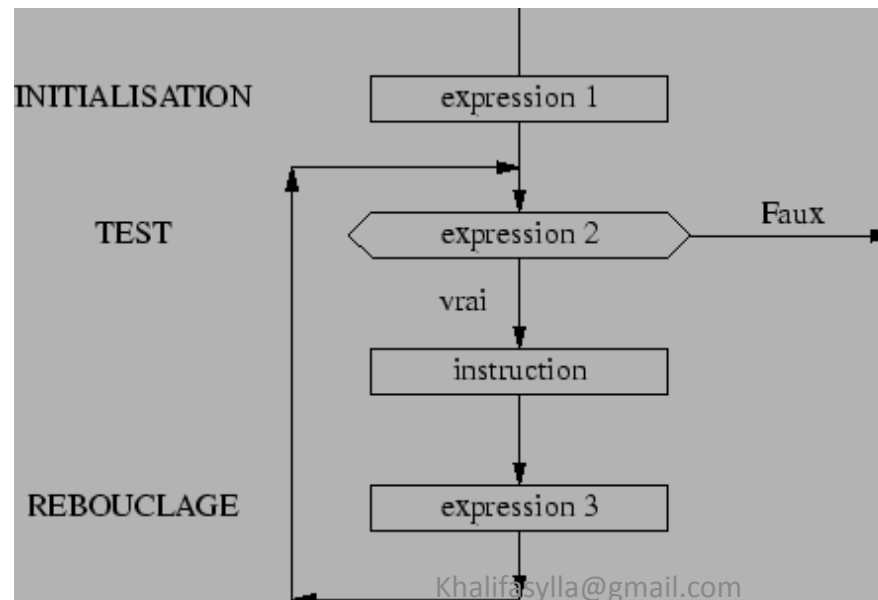 INITIALISATION
expression 1
TEST
expression 2
Faux
vrai
instruction
REBOUCLAGE
expression 3
Khalifasylla@gmail.com